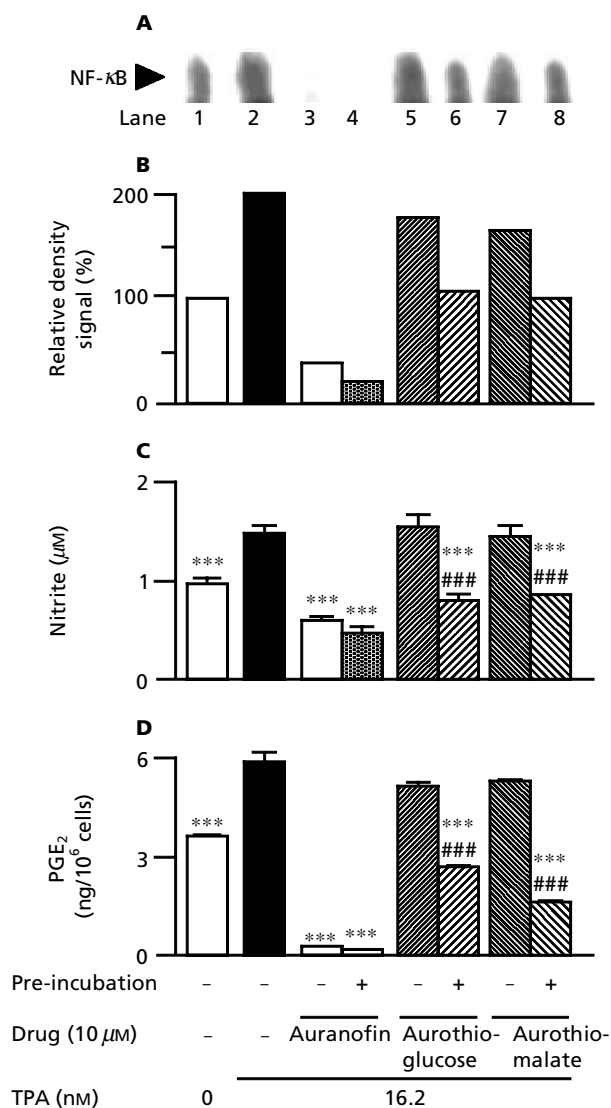 A
NF-κB
Lane 1 2 3 4 5 6 7 8
B
Relative density
signal (%)
200
100
0
C
Nitrite (μM)
2
1
0
***
*** ***
***
###
***
###
D
PGE₂
(ng/10⁶ cells)
6
3
0
***
*** ***
***
###
***
###
Pre-incubation – – – + – + – +
Drug (10 μM) – – Auranofin Aurothio- Aurothio-
glucose malate
TPA (nM) 0 16.2